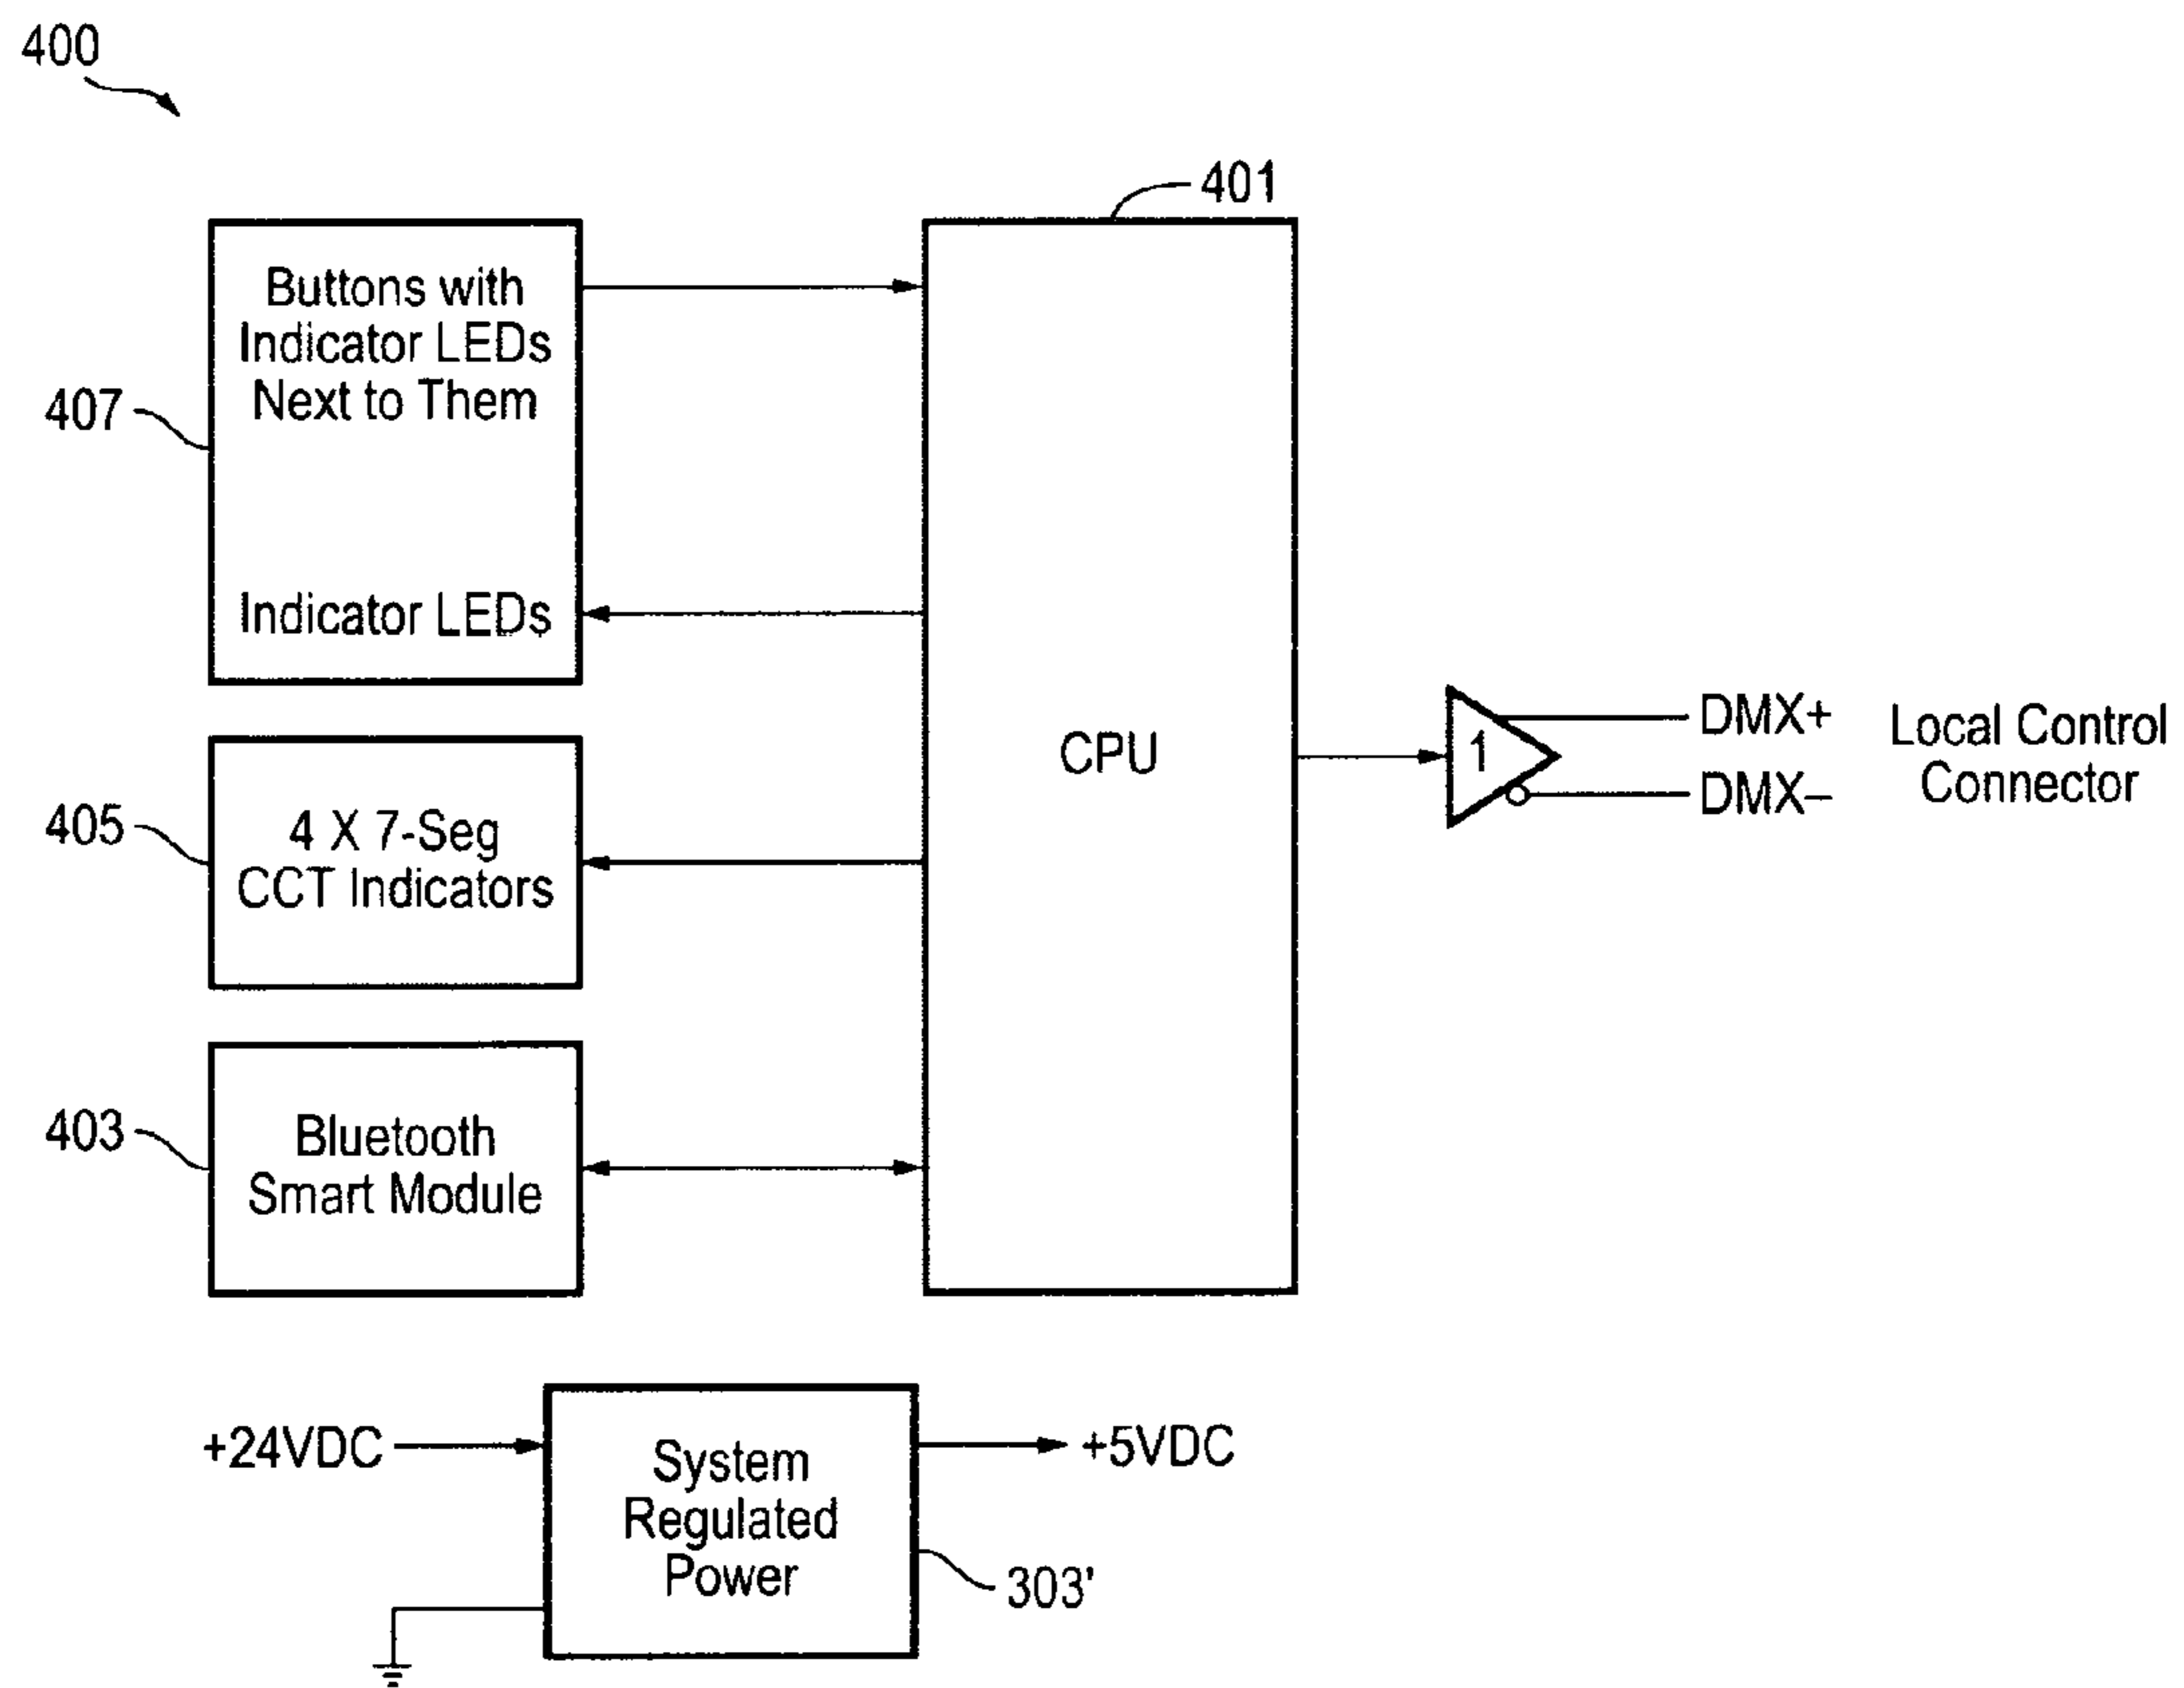 400
401
Buttons with
Indicator LEDs
Next to Them
407
Indicator LEDs
CPU
1
DMX+
DMX–
Local Control
Connector
405
4 X 7-Seg
CCT Indicators
403
Bluetooth
Smart Module
+24VDC
System
Regulated
Power
+5VDC
303'